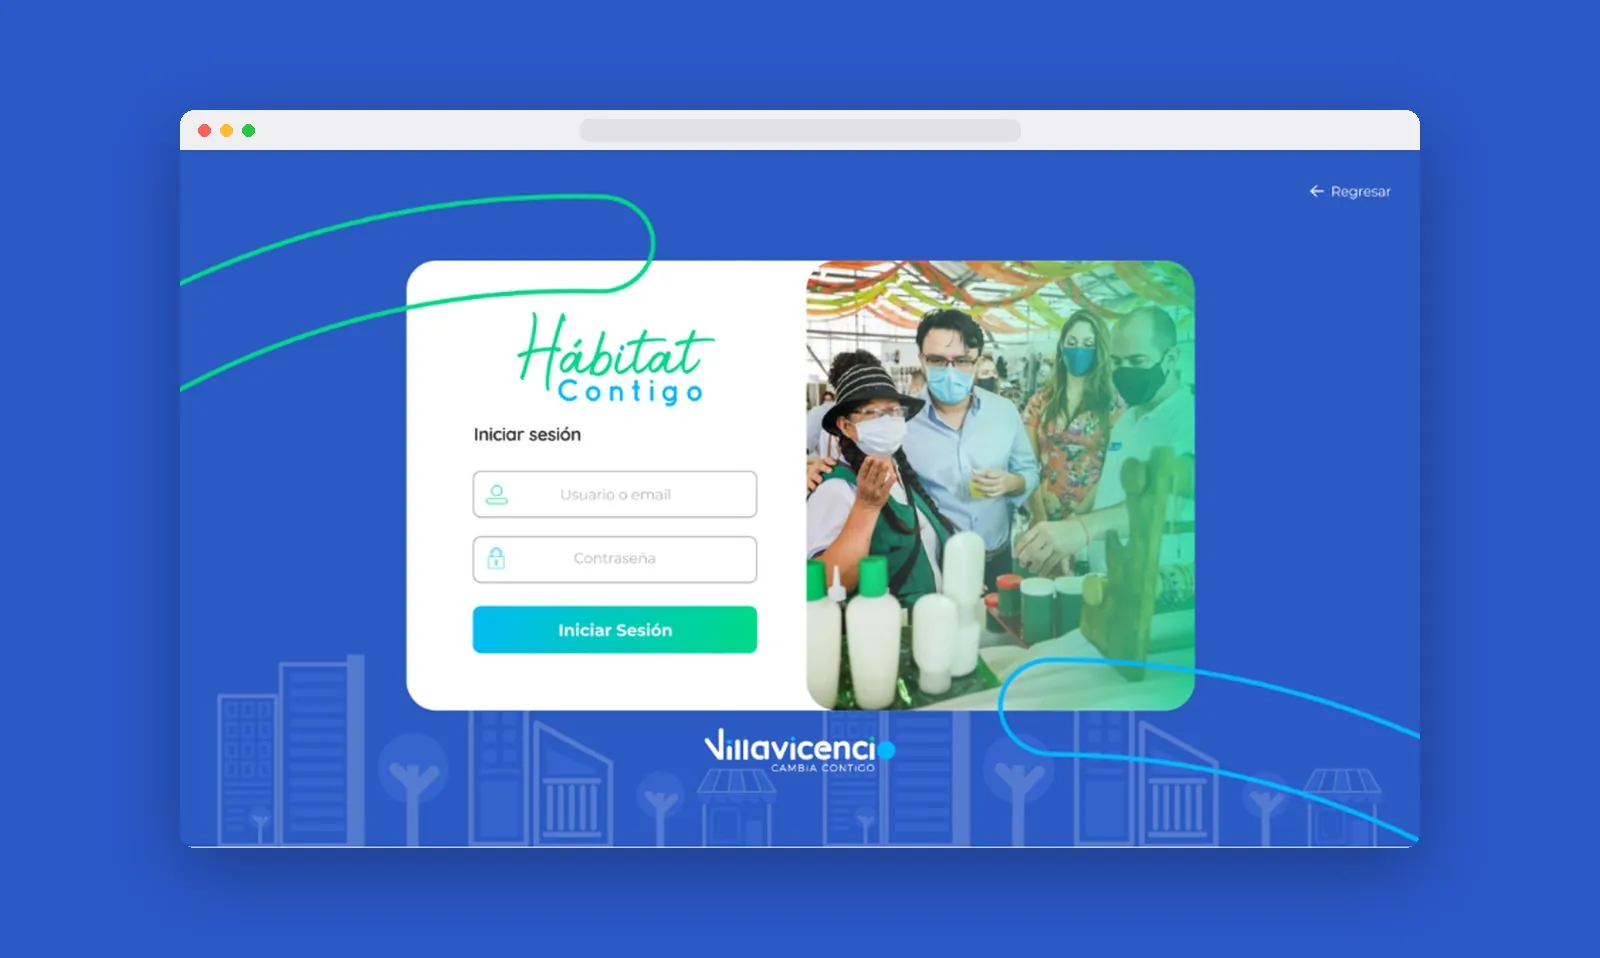 Regresar
Hábitat
Contigo
Iniciar sesión
Usuario o email
Contraseña
Iniciar Sesión
Villavicencio
CAMBIA CONTIGO